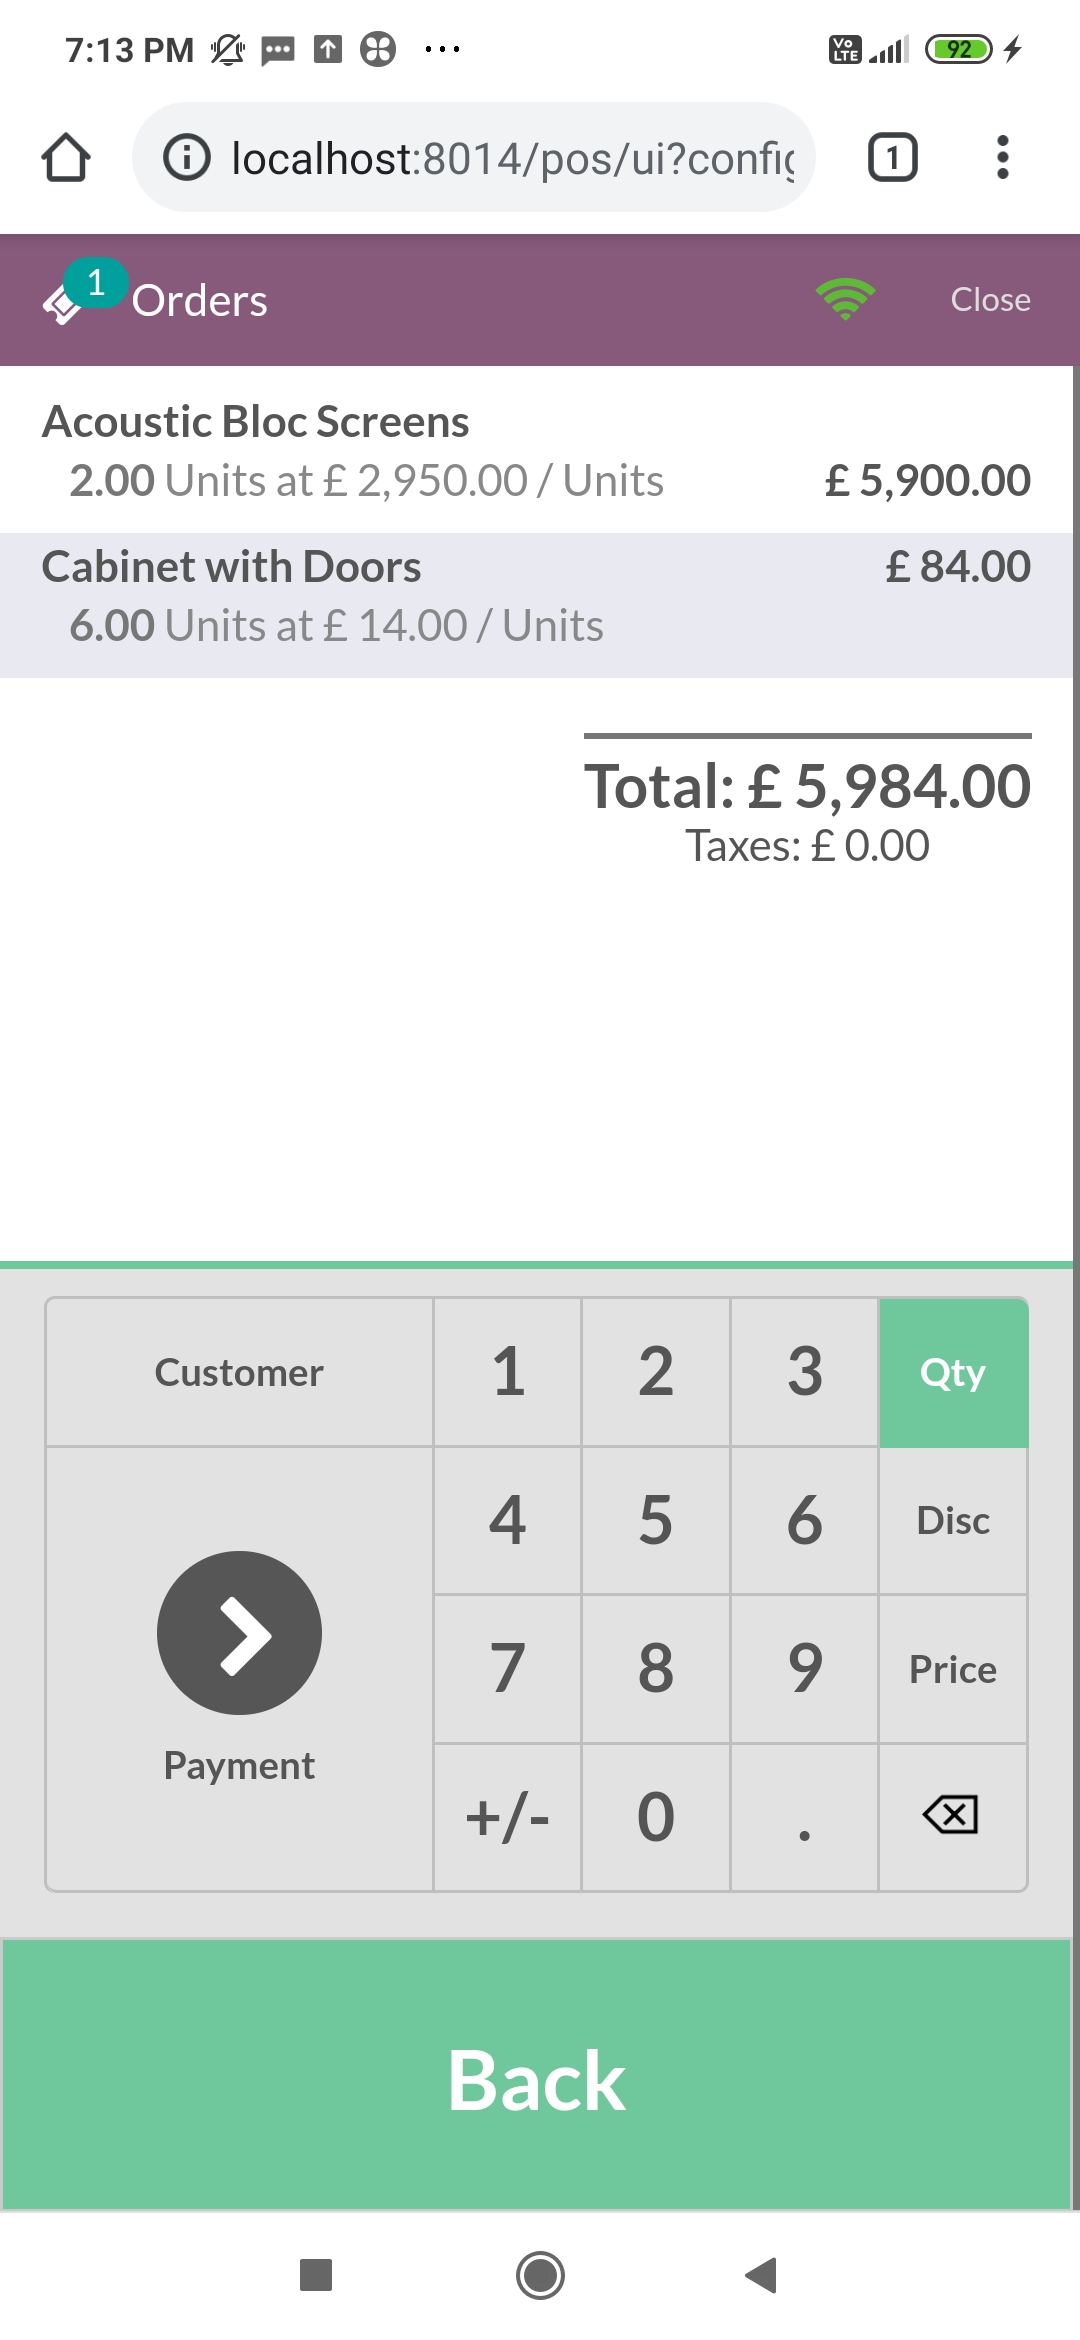 7:13 PM ... Vo LTE 92
localhost:8014/pos/ui?config 1
1 Orders Close
Acoustic Bloc Screens
2.00 Units at £ 2,950.00 / Units £ 5,900.00
Cabinet with Doors £ 84.00
6.00 Units at £ 14.00 / Units
Total: £ 5,984.00
Taxes: £ 0.00
Customer 1 2 3 Qty
4 5 6 Disc
7 8 9 Price
Payment
+/- 0 .
Back